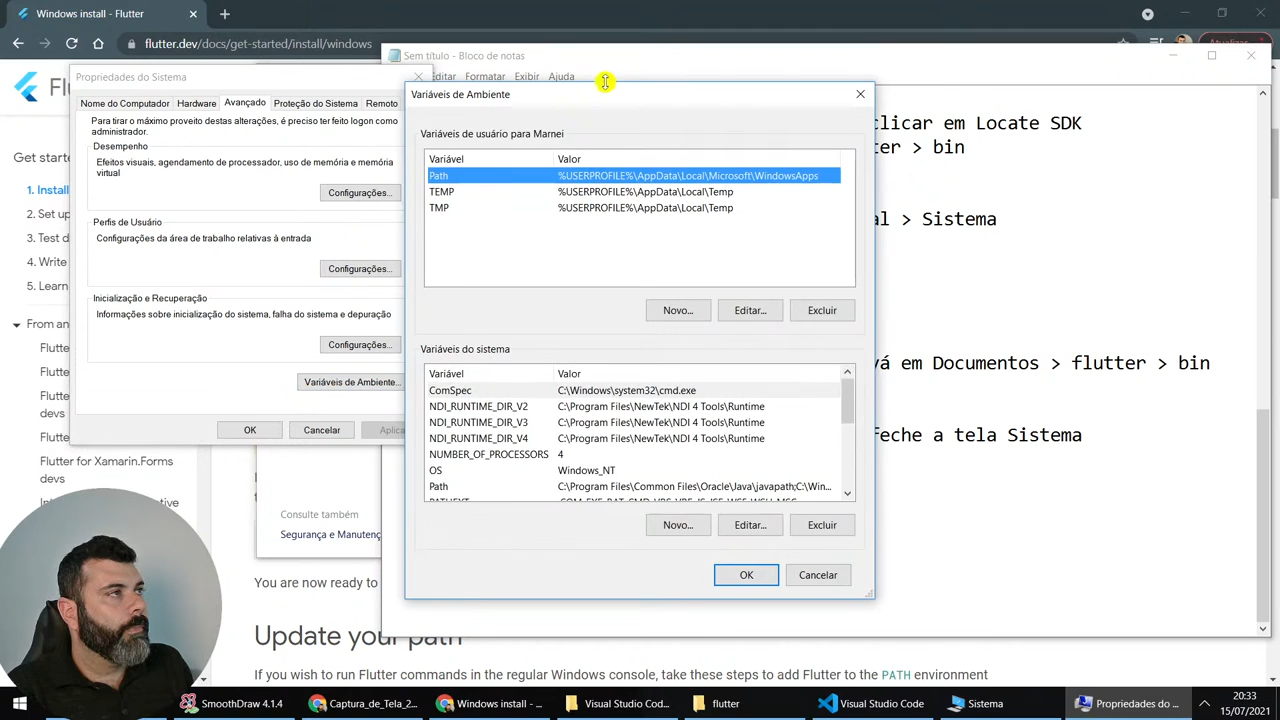 Windows install - Flutter
flutter.dev/docs/get-started/install/windows
Sem título - Bloco de notas
Editar Formatar Exibir Ajuda
Propriedades do Sistema
Nome do Computador Hardware Avançado Proteção do Sistema Remoto
Para tirar o máximo proveito destas alterações, é preciso ter feito logon como
administrador.
Desempenho
Efeitos visuais, agendamento de processador, uso de memória e memória
virtual
Configurações...
Perfis de Usuário
Configurações da área de trabalho relativas à entrada
Configurações...
Inicialização e Recuperação
Informações sobre inicialização do sistema, falha do sistema e depuração
Configurações...
Variáveis de Ambiente...
OK Cancelar
Variáveis de Ambiente
Variáveis de usuário para Marnei
Variável Valor
Path %USERPROFILE%\AppData\Local\Microsoft\WindowsApps
TEMP %USERPROFILE%\AppData\Local\Temp
TMP %USERPROFILE%\AppData\Local\Temp
Novo... Editar... Excluir
Variáveis do sistema
Variável Valor
ComSpec C:\Windows\system32\cmd.exe
NDI_RUNTIME_DIR_V2 C:\Program Files\NewTek\NDI 4 Tools\Runtime
NDI_RUNTIME_DIR_V3 C:\Program Files\NewTek\NDI 4 Tools\Runtime
NDI_RUNTIME_DIR_V4 C:\Program Files\NewTek\NDI 4 Tools\Runtime
NUMBER_OF_PROCESSORS 4
OS Windows_NT
Path C:\Program Files\Common Files\Oracle\Java\javapath;C:\Win...
Novo... Editar... Excluir
OK Cancelar
clicar em Locate SDK
ter > bin
al > Sistema
vá em Documentos > flutter > bin
feche a tela Sistema
Get starte
1. Install
2. Set u
3. Test d
4. Write
5. Learn
From an
Flutter
Flutter
Flutter
devs
Flutter
Flutter for Xamarin.Forms
devs
Consulte também
Segurança e Manutenç
You are now ready to
Update your path
If you wish to run Flutter commands in the regular Windows console, take these steps to add Flutter to the PATH environment
SmoothDraw 4.1.4 Captura_de_Tela_2... Windows install - ... Visual Studio Cod... flutter Visual Studio Code Sistema Propriedades do ...
20:33
15/07/2021